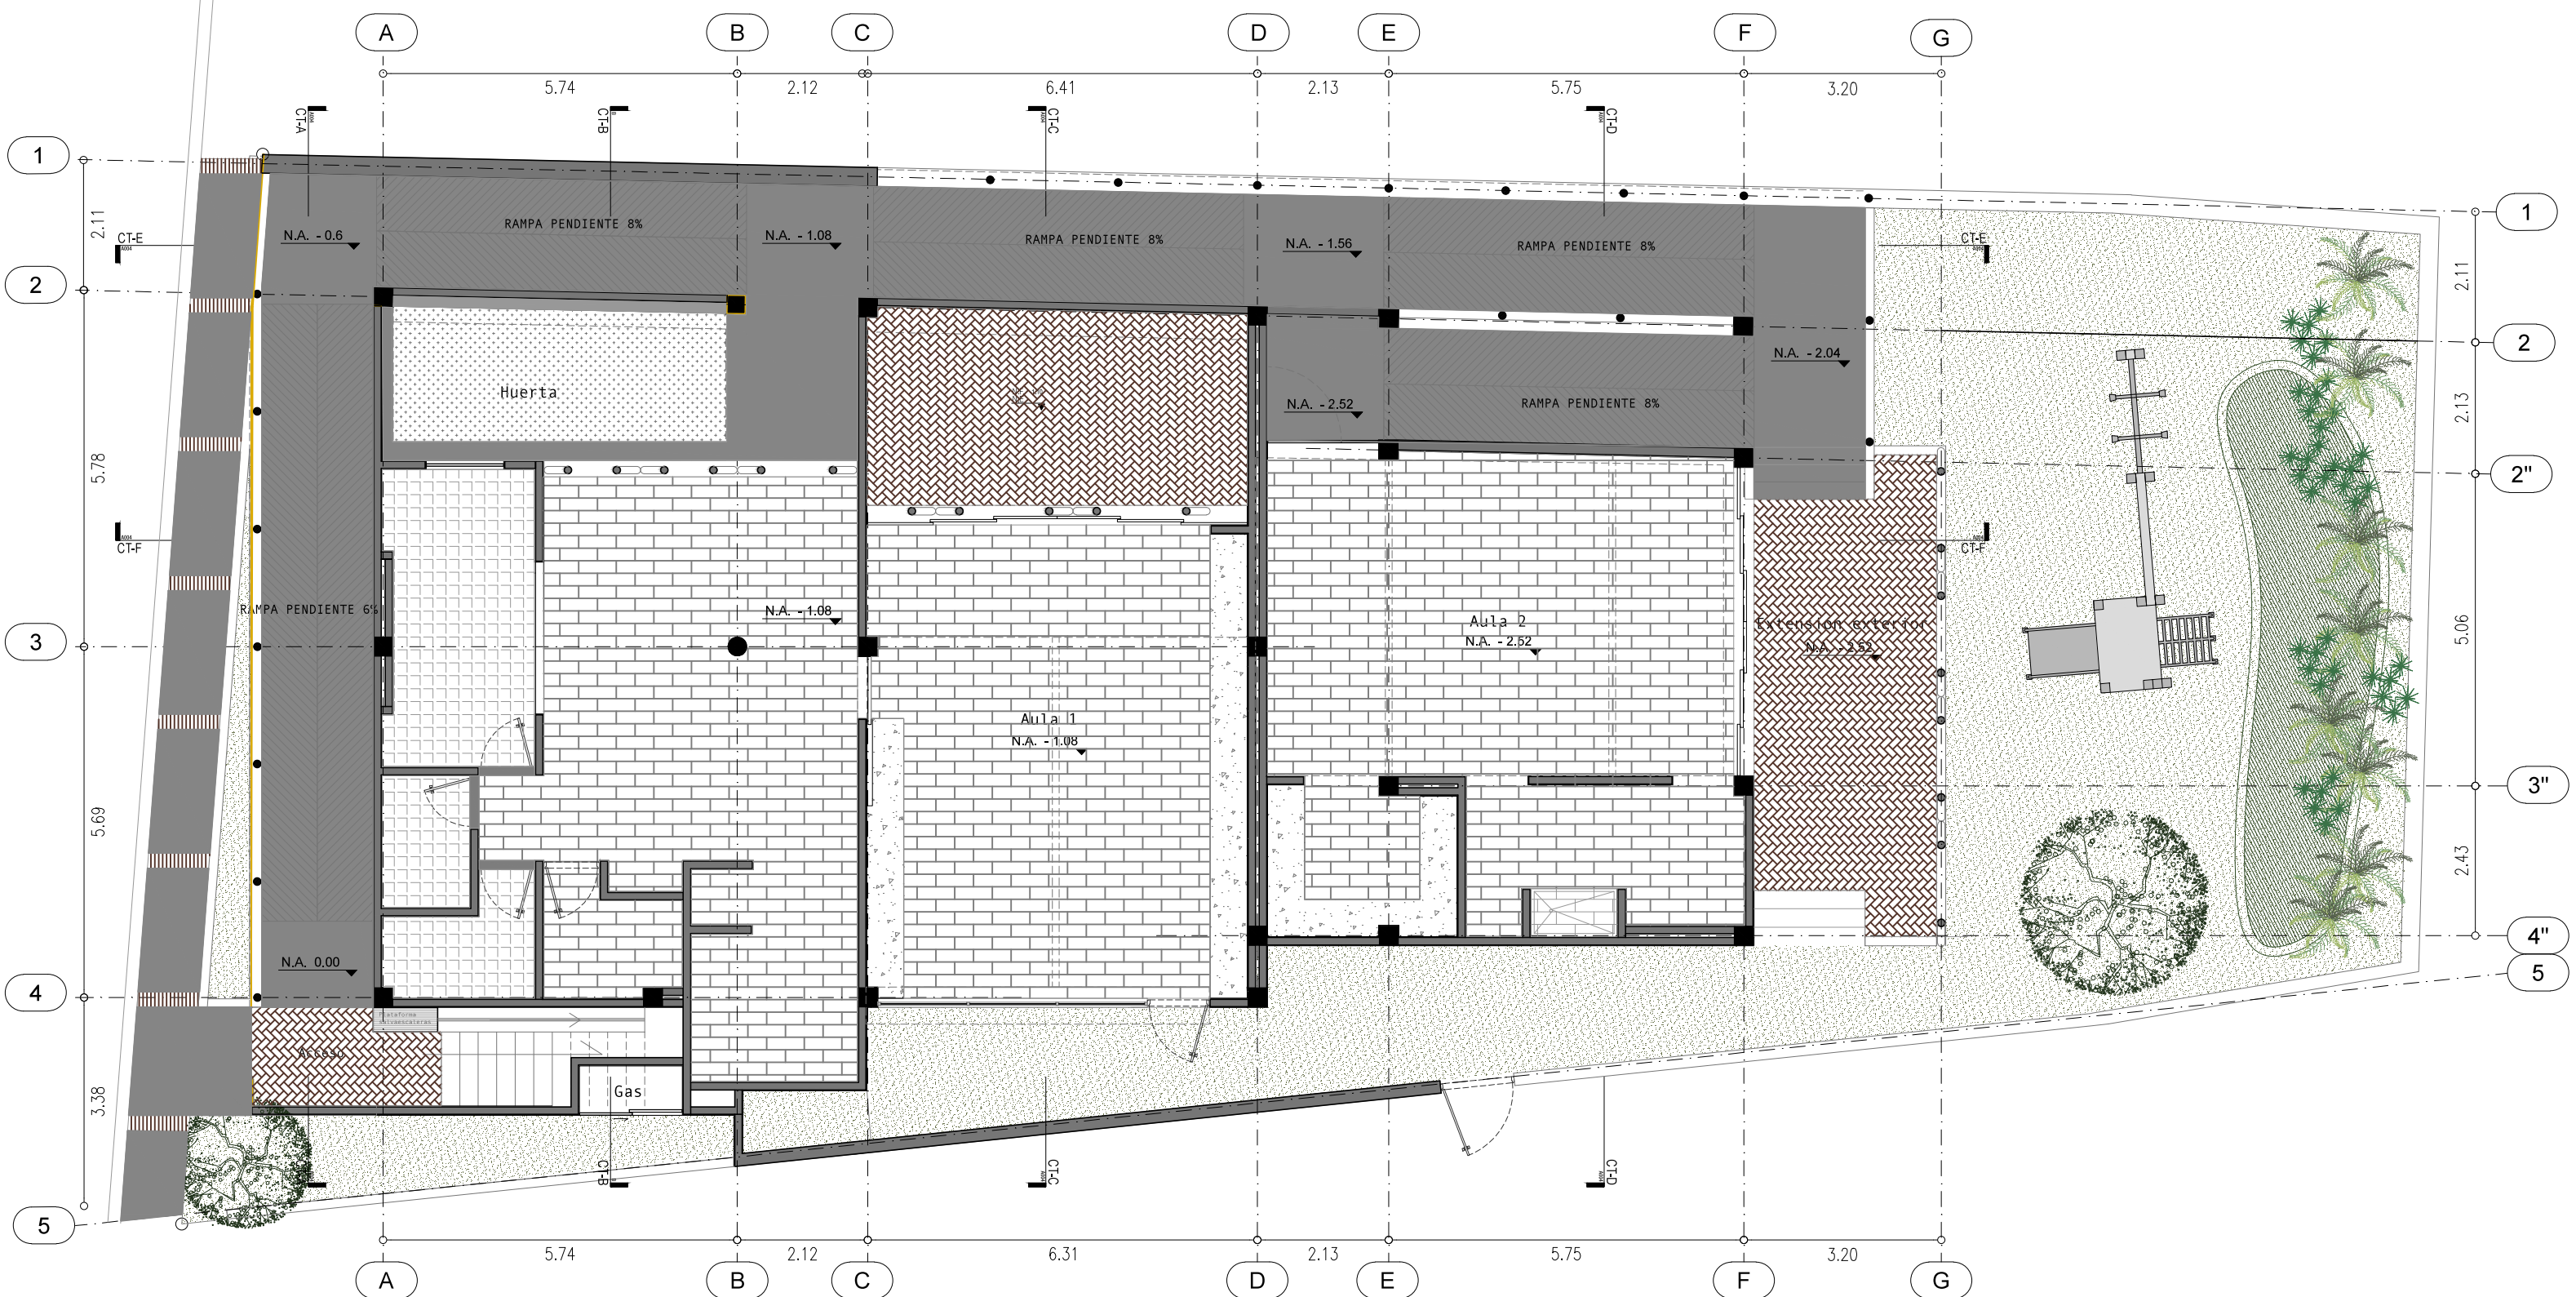 A B C D E F G
5.74 2.12 6.41 2.13 5.75 3.20
CT-A CT-B CT-C CT-D
1
1
2.11
RAMPA PENDIENTE 8%
N.A. - 0.6
N.A. - 1.08
RAMPA PENDIENTE 8%
N.A. - 1.56
RAMPA PENDIENTE 8%
CT-E
CT-E
2.11
2
2
N.A. - 2.04
Huerta
N.A. - 2.52
RAMPA PENDIENTE 8%
2.13
5.78
2"
CT-F
CT-F
RAMPA PENDIENTE 6%
N.A. - 1.08
Aula 2
N.A. - 2.52
Extension exterior
N.A. - 2.52
5.06
3
Aula 1
N.A. - 1.08
3"
5.69
2.43
4"
N.A. 0.00
5
4
Plataforma
salvaescaleras
Acceso
Gas
3.38
CT-B CT-C CT-D
5
5.74 2.12 6.31 2.13 5.75 3.20
A B C D E F G